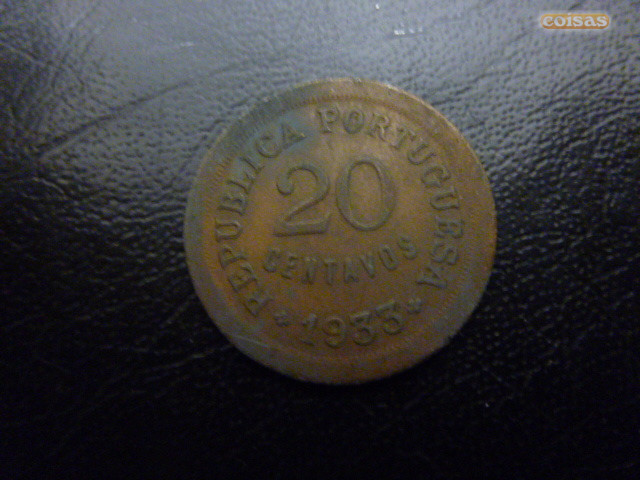 coisas
REPUBLICA PORTUGUESA
20
CENTAVOS
* 1933 *